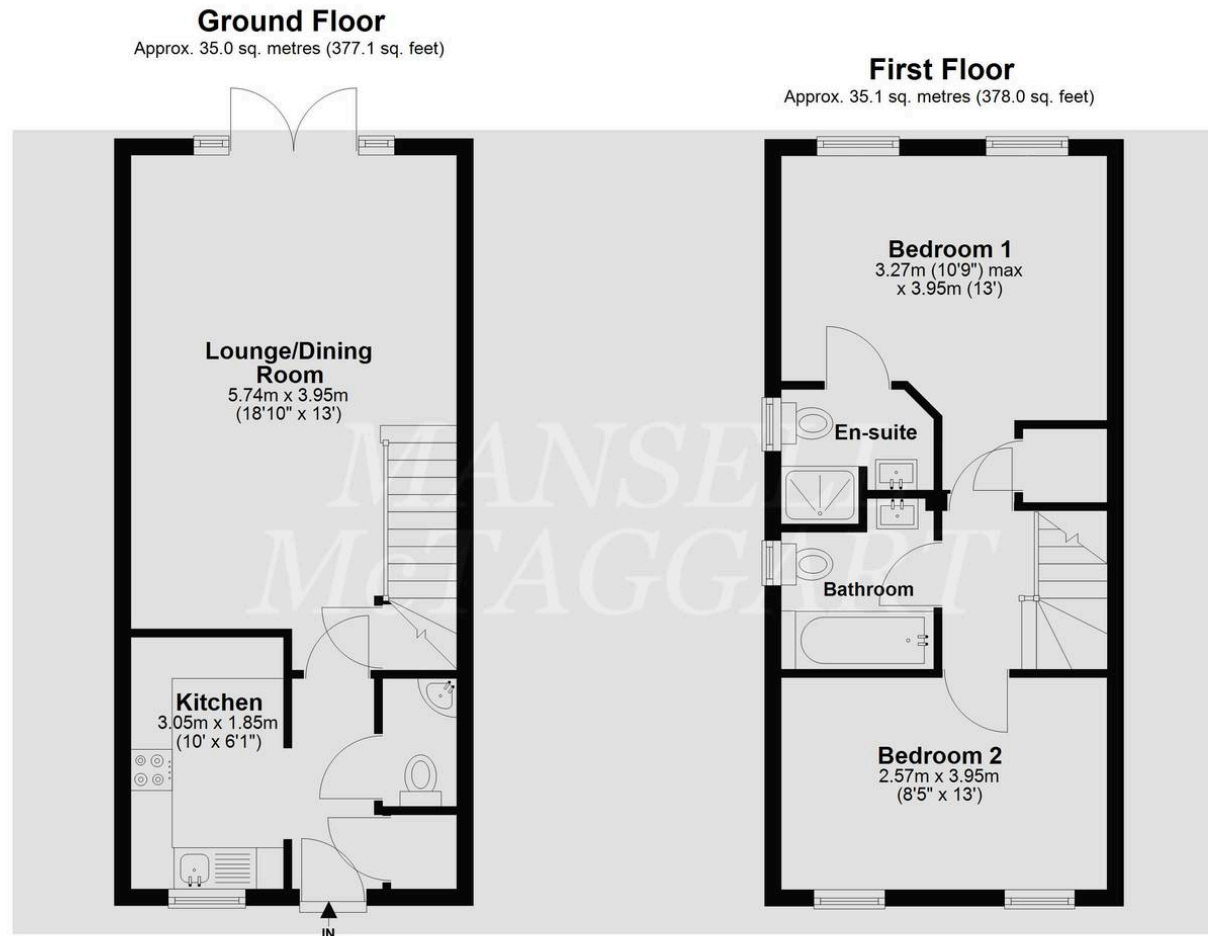 Ground Floor
Approx. 35.0 sq. metres (377.1 sq. feet)
First Floor
Approx. 35.1 sq. metres (378.0 sq. feet)
Lounge/Dining
Room
5.74m x 3.95m
(18'10" x 13')
Kitchen
3.05m x 1.85m
(10' x 6'1")
IN
Bedroom 1
3.27m (10'9") max
x 3.95m (13')
En-suite
Bathroom
Bedroom 2
2.57m x 3.95m
(8'5" x 13')
MANSELL
McTAGGART